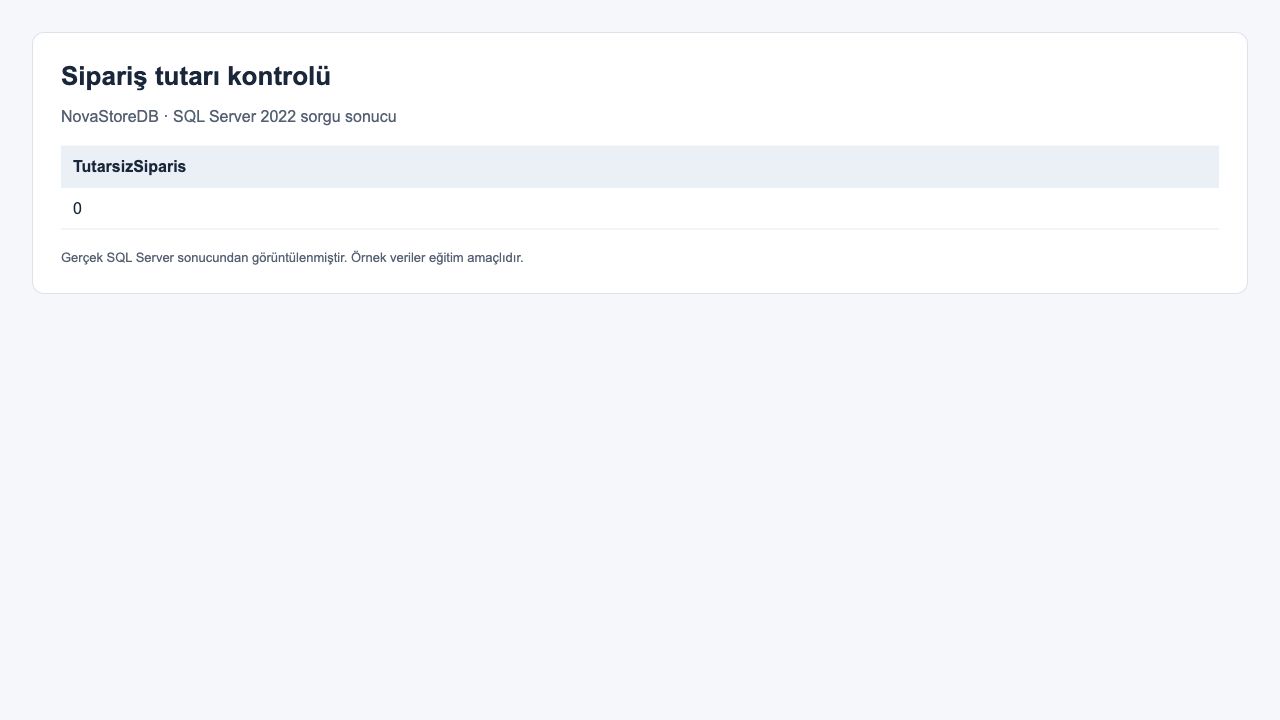 Sipariş tutarı kontrolü
NovaStoreDB · SQL Server 2022 sorgu sonucu
TutarsizSiparis
0
Gerçek SQL Server sonucundan görüntülenmiştir. Örnek veriler eğitim amaçlıdır.